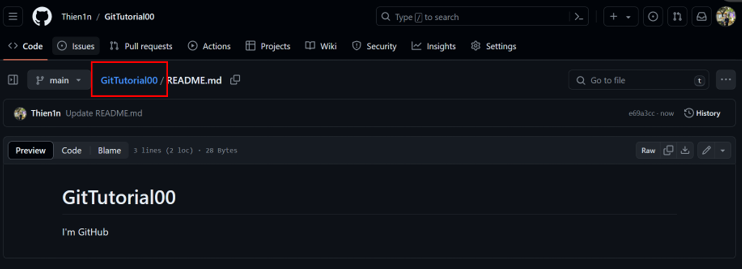 Thien1n / GitTutorial00 Type / to search
Code Issues Pull requests Actions Projects Wiki Security Insights Settings
main GitTutorial00 / README.md Go to file t
Thien1n Update README.md e69a3cc · now History
Preview Code Blame 3 lines (2 loc) · 28 Bytes Raw
GitTutorial00
I'm GitHub